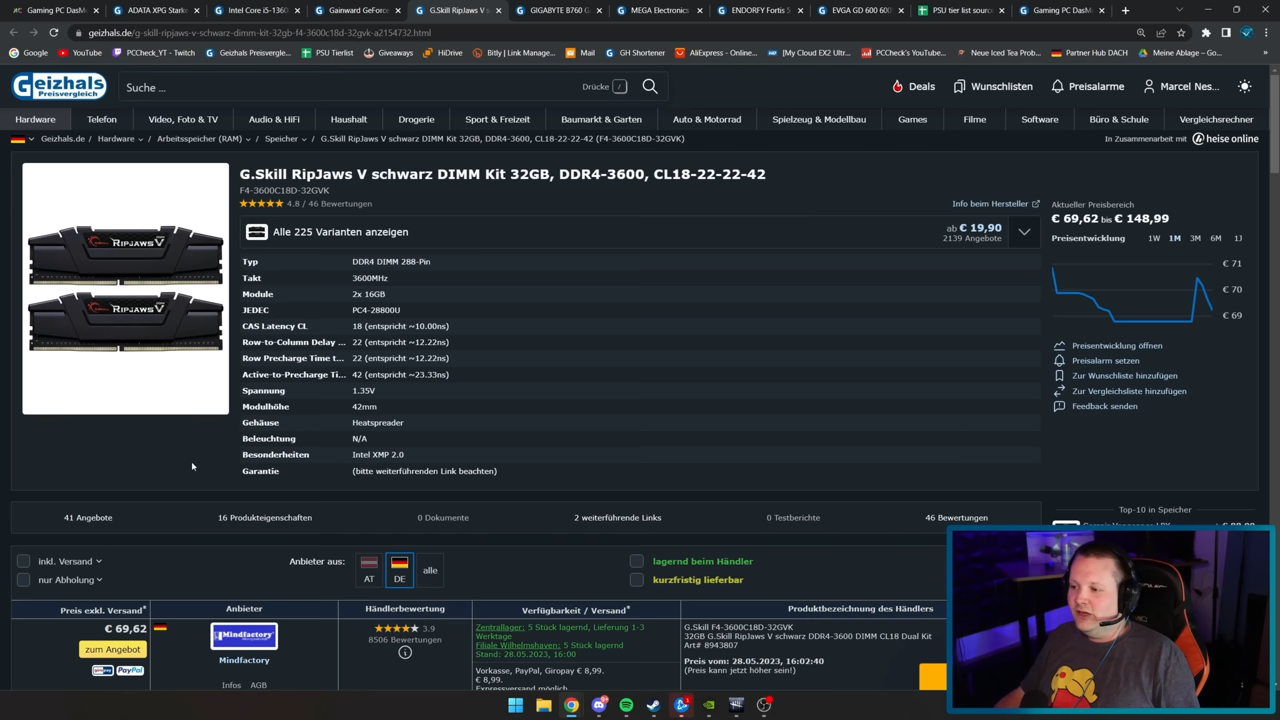 Gaming PC DasMo
ADATA XPG Starke
Intel Core i5-1360
Gainward GeForce
G.Skill RipJaws V s
GIGABYTE B760 G
MEGA Electronics
ENDORFY Fortis 5
EVGA GD 600 600
PSU tier list source
Gaming PC DasMo
geizhals.de/g-skill-ripjaws-v-schwarz-dimm-kit-32gb-f4-3600c18d-32gvk-a2154732.html
Google
YouTube
PCCheck_YT - Twitch
Geizhals Preisvergle...
PSU Tierlist
Giveaways
HiDrive
Bitly | Link Manage...
Mail
GH Shortener
AliExpress - Online...
[My Cloud EX2 Ultr...
PCCheck's YouTube...
Neue Iced Tea Prob...
Partner Hub DACH
Meine Ablage – Go...
Geizhals
Preisvergleich
Suche ...
Drücke /
Deals
Wunschlisten
Preisalarme
Marcel Nes...
Hardware
Telefon
Video, Foto & TV
Audio & HiFi
Haushalt
Drogerie
Sport & Freizeit
Baumarkt & Garten
Auto & Motorrad
Spielzeug & Modellbau
Games
Filme
Software
Büro & Schule
Vergleichsrechner
Geizhals.de / Hardware / Arbeitsspeicher (RAM) / Speicher / G.Skill RipJaws V schwarz DIMM Kit 32GB, DDR4-3600, CL18-22-22-42 (F4-3600C18D-32GVK)
In Zusammenarbeit mit heise online
G.Skill RipJaws V schwarz DIMM Kit 32GB, DDR4-3600, CL18-22-22-42
F4-3600C18D-32GVK
4.8 / 46 Bewertungen
Info beim Hersteller
Alle 225 Varianten anzeigen
ab € 19,90
2139 Angebote
RIPJAWS V
RIPJAWS V
Typ DDR4 DIMM 288-Pin
Takt 3600MHz
Module 2x 16GB
JEDEC PC4-28800U
CAS Latency CL 18 (entspricht ~10.00ns)
Row-to-Column Delay ... 22 (entspricht ~12.22ns)
Row Precharge Time t... 22 (entspricht ~12.22ns)
Active-to-Precharge Ti... 42 (entspricht ~23.33ns)
Spannung 1.35V
Modulhöhe 42mm
Gehäuse Heatspreader
Beleuchtung N/A
Besonderheiten Intel XMP 2.0
Garantie (bitte weiterführenden Link beachten)
Aktueller Preisbereich
€ 69,62 bis € 148,99
Preisentwicklung 1W 1M 3M 6M 1J
€ 71
€ 70
€ 69
Preisentwicklung öffnen
Preisalarm setzen
Zur Wunschliste hinzufügen
Zur Vergleichsliste hinzufügen
Feedback senden
41 Angebote
16 Produkteigenschaften
0 Dokumente
2 weiterführende Links
0 Testberichte
46 Bewertungen
Top-10 in Speicher
inkl. Versand
nur Abholung
Anbieter aus:
AT
DE
alle
lagernd beim Händler
kurzfristig lieferbar
Preis exkl. Versand*
Anbieter
Händlerbewertung
Verfügbarkeit / Versand*
Produktbezeichnung des Händlers
€ 69,62
zum Angebot
PayPal
Mindfactory
Mindfactory
Infos AGB
3.9
8506 Bewertungen
Zentrallager: 5 Stück lagernd, Lieferung 1-3
Werktage
Filiale Wilhelmshaven: 5 Stück lagernd
Stand: 28.05.2023, 16:00
Vorkasse, PayPal, Giropay € 8,99.
€ 8,99.
Expressversand möglich
G.Skill F4-3600C18D-32GVK
32GB G.Skill RipJaws V schwarz DDR4-3600 DIMM CL18 Dual Kit
Art# 8943807
Preis vom: 28.05.2023, 16:02:40
(Preis kann jetzt höher sein!)